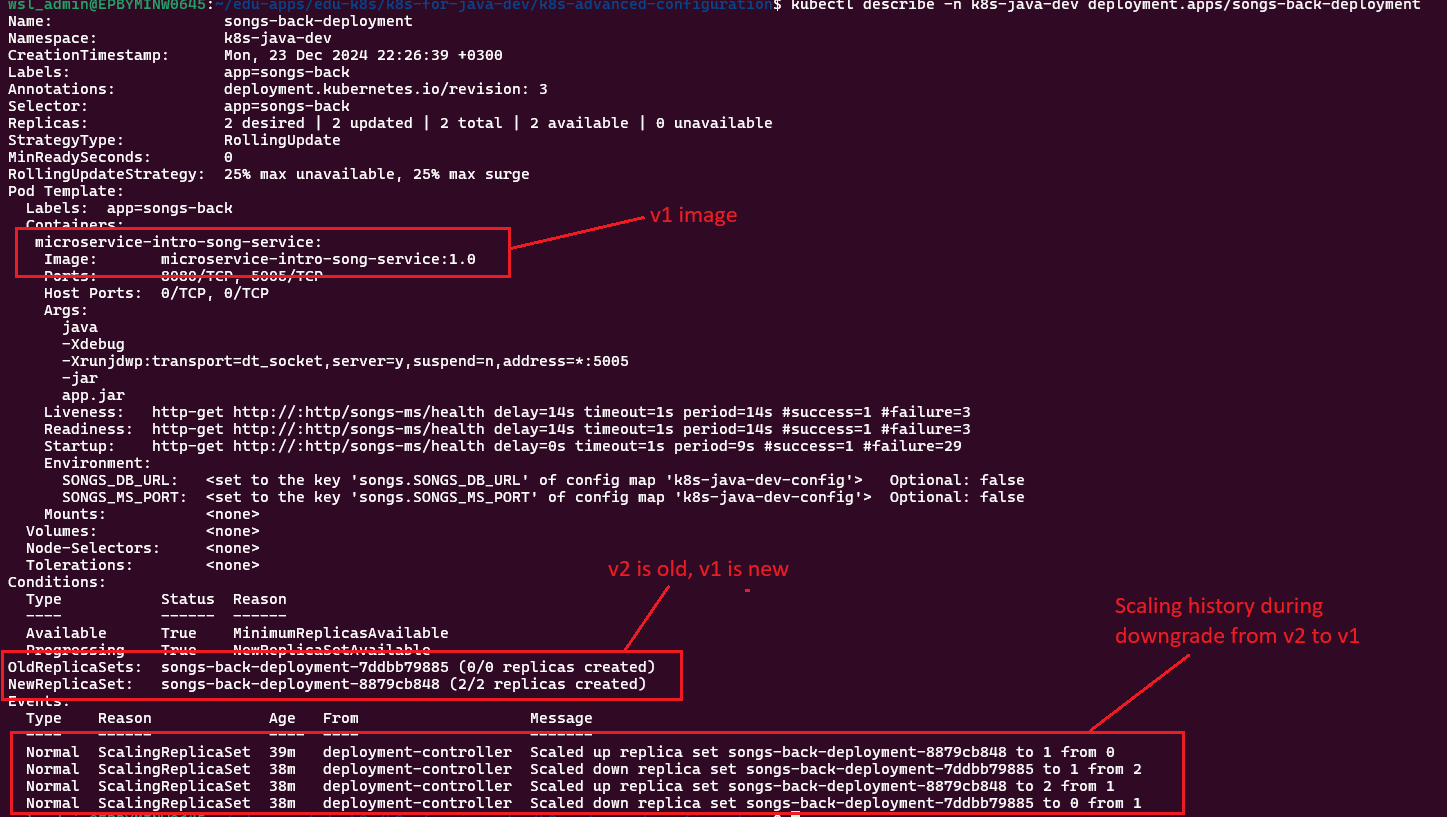 wsl_admin@EPBYMINW0645:~/edu-apps/edu-k8s/k8s-for-java-dev/k8s-advanced-configuration$ kubectl describe -n k8s-java-dev deployment.apps/songs-back-deployment
Name:                   songs-back-deployment
Namespace:              k8s-java-dev
CreationTimestamp:      Mon, 23 Dec 2024 22:26:39 +0300
Labels:                 app=songs-back
Annotations:            deployment.kubernetes.io/revision: 3
Selector:               app=songs-back
Replicas:               2 desired | 2 updated | 2 total | 2 available | 0 unavailable
StrategyType:           RollingUpdate
MinReadySeconds:        0
RollingUpdateStrategy:  25% max unavailable, 25% max surge
Pod Template:
  Labels:  app=songs-back
v1 image
  Containers:
   microservice-intro-song-service:
    Image:       microservice-intro-song-service:1.0
    Ports:       8080/TCP, 5005/TCP
    Host Ports:  0/TCP, 0/TCP
    Args:
      java
      -Xdebug
      -Xrunjdwp:transport=dt_socket,server=y,suspend=n,address=*:5005
      -jar
      app.jar
    Liveness:   http-get http://:http/songs-ms/health delay=14s timeout=1s period=14s #success=1 #failure=3
    Readiness:  http-get http://:http/songs-ms/health delay=14s timeout=1s period=14s #success=1 #failure=3
    Startup:    http-get http://:http/songs-ms/health delay=0s timeout=1s period=9s #success=1 #failure=29
    Environment:
      SONGS_DB_URL:   <set to the key 'songs.SONGS_DB_URL' of config map 'k8s-java-dev-config'>   Optional: false
      SONGS_MS_PORT:  <set to the key 'songs.SONGS_MS_PORT' of config map 'k8s-java-dev-config'>  Optional: false
    Mounts:           <none>
  Volumes:            <none>
  Node-Selectors:     <none>
  Tolerations:        <none>
v2 is old, v1 is new
Conditions:
  Type           Status  Reason
  ----           ------  ------
  Available      True    MinimumReplicasAvailable
  Progressing    True    NewReplicaSetAvailable
Scaling history during
downgrade from v2 to v1
OldReplicaSets:  songs-back-deployment-7ddbb79885 (0/0 replicas created)
NewReplicaSet:   songs-back-deployment-8879cb848 (2/2 replicas created)
Events:
  Type    Reason             Age   From                   Message
  ----    ------             ----  ----                   -------
  Normal  ScalingReplicaSet  39m   deployment-controller  Scaled up replica set songs-back-deployment-8879cb848 to 1 from 0
  Normal  ScalingReplicaSet  38m   deployment-controller  Scaled down replica set songs-back-deployment-7ddbb79885 to 1 from 2
  Normal  ScalingReplicaSet  38m   deployment-controller  Scaled up replica set songs-back-deployment-8879cb848 to 2 from 1
  Normal  ScalingReplicaSet  38m   deployment-controller  Scaled down replica set songs-back-deployment-7ddbb79885 to 0 from 1